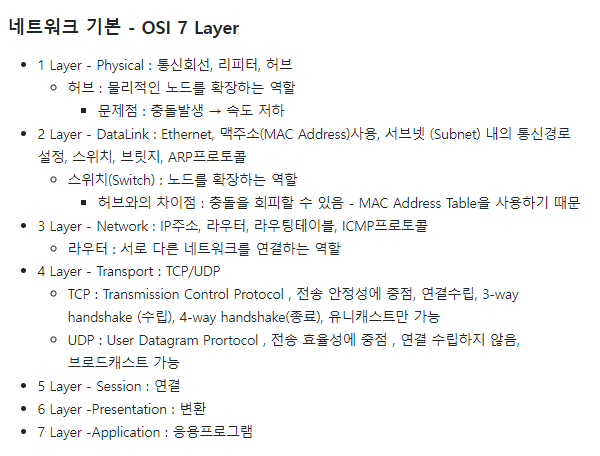 네트워크 기본 - OSI 7 Layer
1 Layer - Physical : 통신회선, 리피터, 허브
허브 : 물리적인 노드를 확장하는 역할
문제점 : 충돌발생 → 속도 저하
2 Layer - DataLink : Ethernet, 맥주소(MAC Address)사용, 서브넷 (Subnet) 내의 통신경로
설정, 스위치, 브릿지, ARP프로토콜
스위치(Switch) : 노드를 확장하는 역할
허브와의 차이점 : 충돌을 회피할 수 있음 - MAC Address Table을 사용하기 때문
3 Layer - Network : IP주소, 라우터, 라우팅테이블, ICMP프로토콜
라우터 : 서로 다른 네트워크를 연결하는 역할
4 Layer - Transport : TCP/UDP
TCP : Transmission Control Protocol , 전송 안정성에 중점, 연결수립, 3-way
handshake (수립), 4-way handshake(종료), 유니캐스트만 가능
UDP : User Datagram Prortocol , 전송 효율성에 중점 , 연결 수립하지 않음,
브로드캐스트 가능
5 Layer - Session : 연결
6 Layer -Presentation : 변환
7 Layer -Application : 응용프로그램